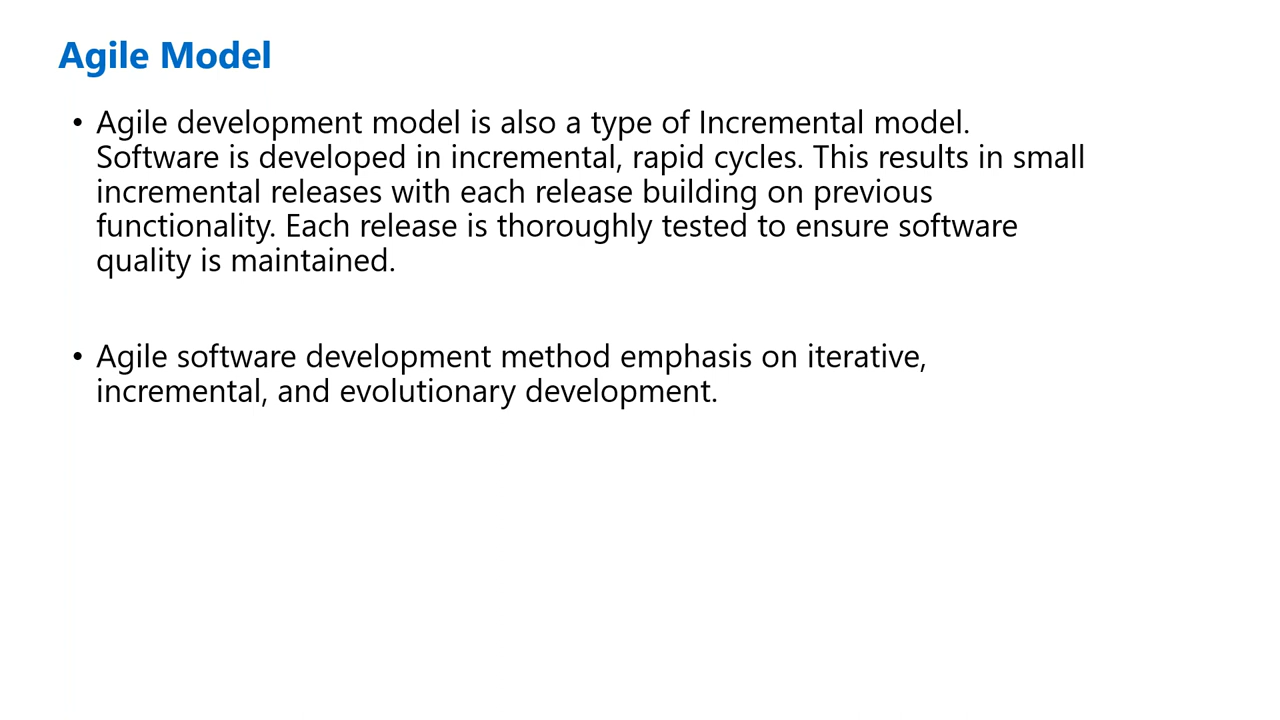 Agile Model
• Agile development model is also a type of Incremental model.
Software is developed in incremental, rapid cycles. This results in small
incremental releases with each release building on previous
functionality. Each release is thoroughly tested to ensure software
quality is maintained.
• Agile software development method emphasis on iterative,
incremental, and evolutionary development.